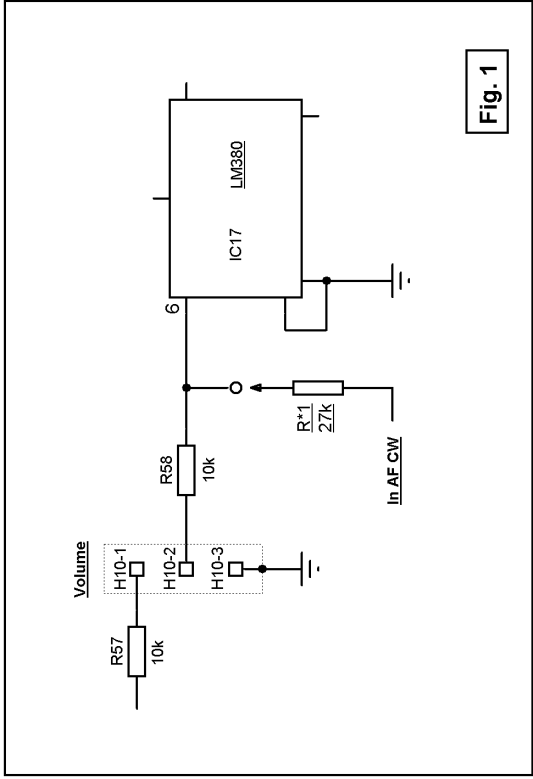 Volume
R57
10k
H10-1
H10-2
H10-3
R58
10k
6
IC17
LM380
R*1
27k
In AF CW
Fig. 1